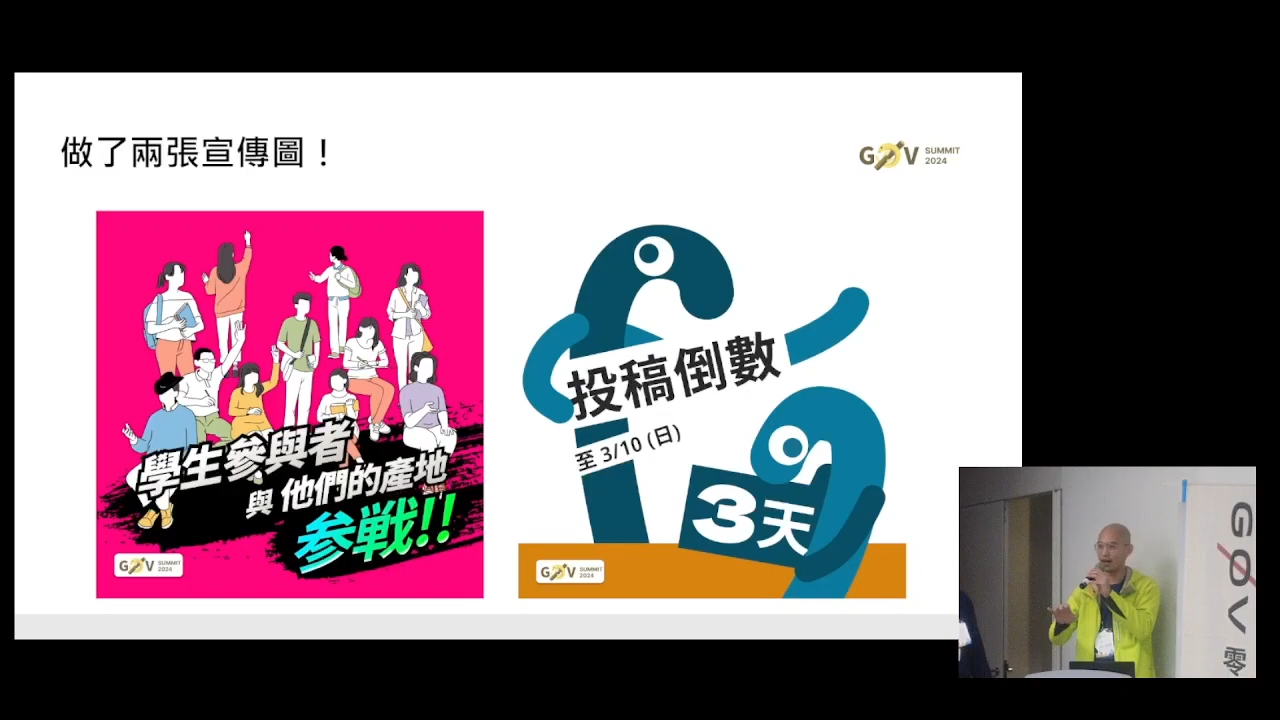 做了兩張宣傳圖！
G0V SUMMIT
2024
學生參與者
與 他們的產地
参戦!!
G0V SUMMIT
2024
投稿倒數
至 3/10 (日)
3天
G0V SUMMIT
2024
G0V 零